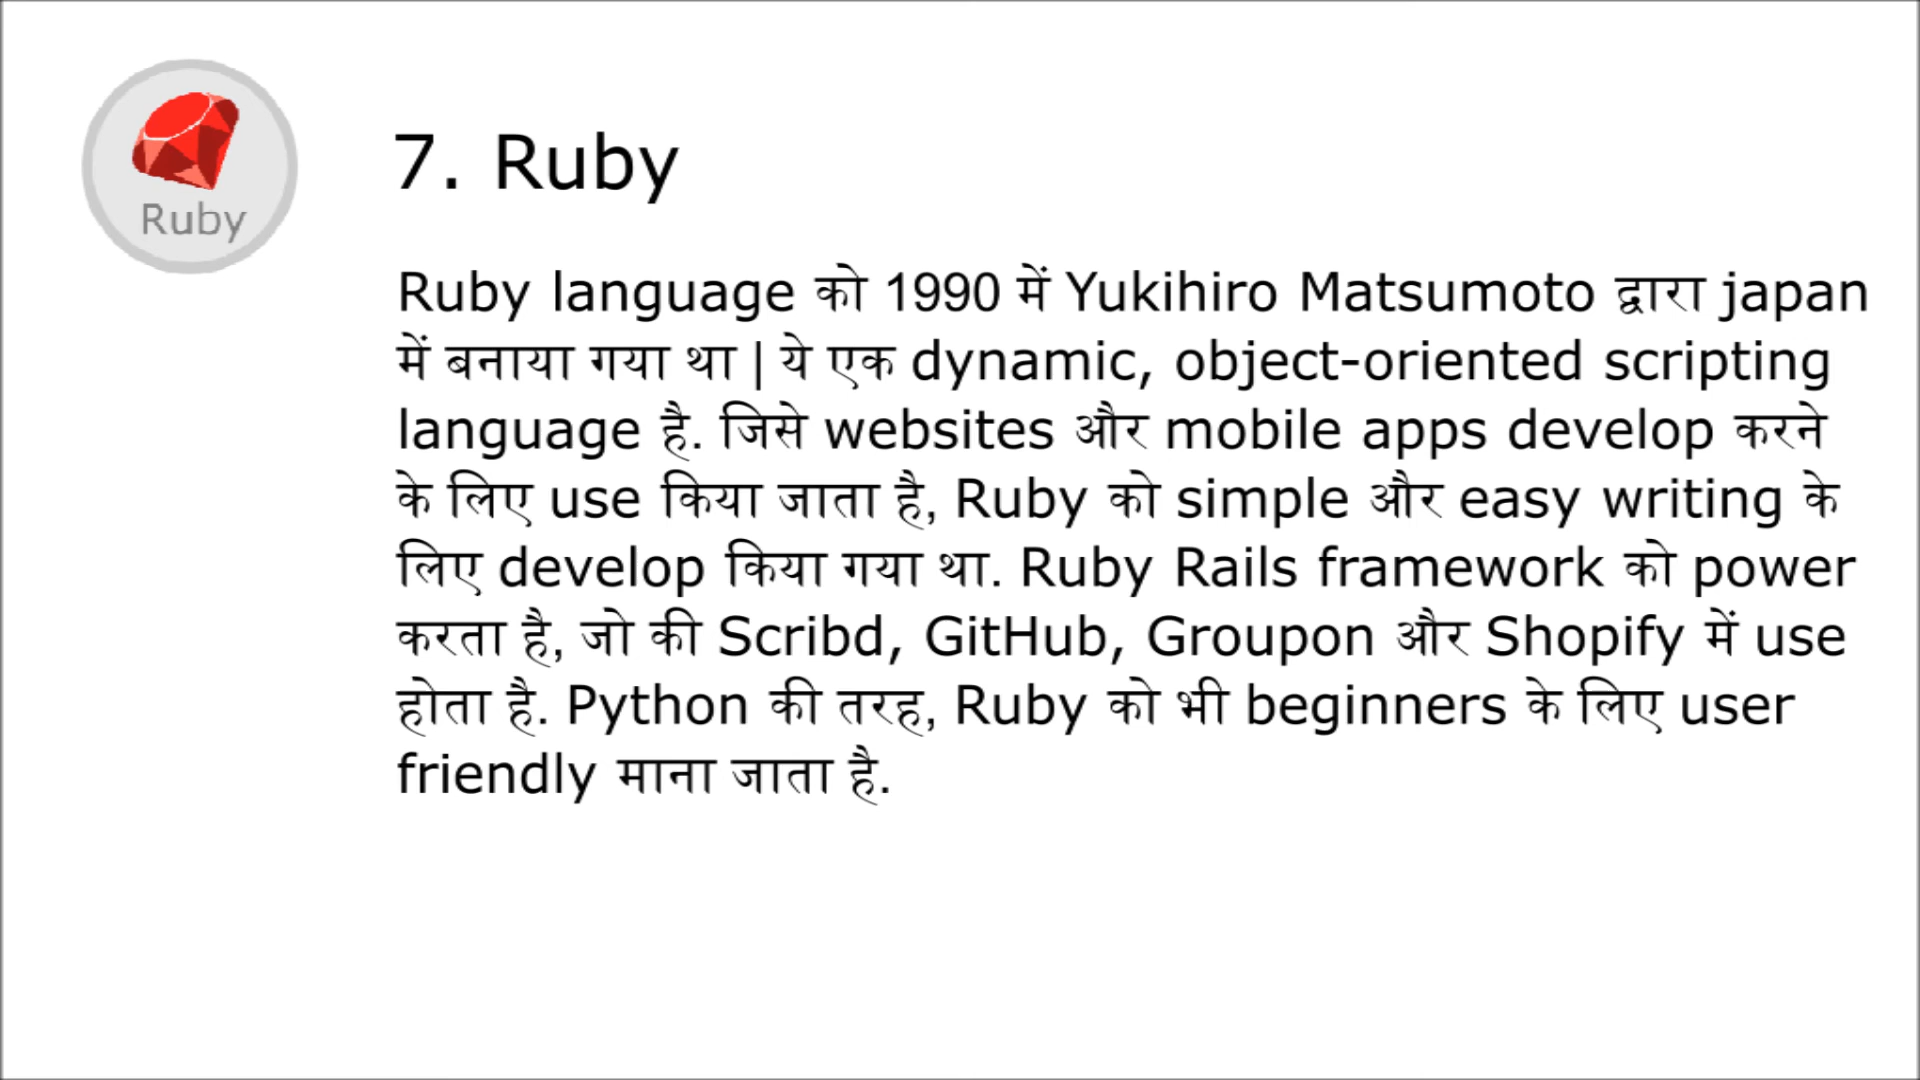 Ruby
7. Ruby
Ruby language को 1990 में Yukihiro Matsumoto द्वारा japan
में बनाया गया था | ये एक dynamic, object-oriented scripting
language है. जिसे websites और mobile apps develop करने
के लिए use किया जाता है, Ruby को simple और easy writing के
लिए develop किया गया था. Ruby Rails framework को power
करता है, जो की Scribd, GitHub, Groupon और Shopify में use
होता है. Python की तरह, Ruby को भी beginners के लिए user
friendly माना जाता है.